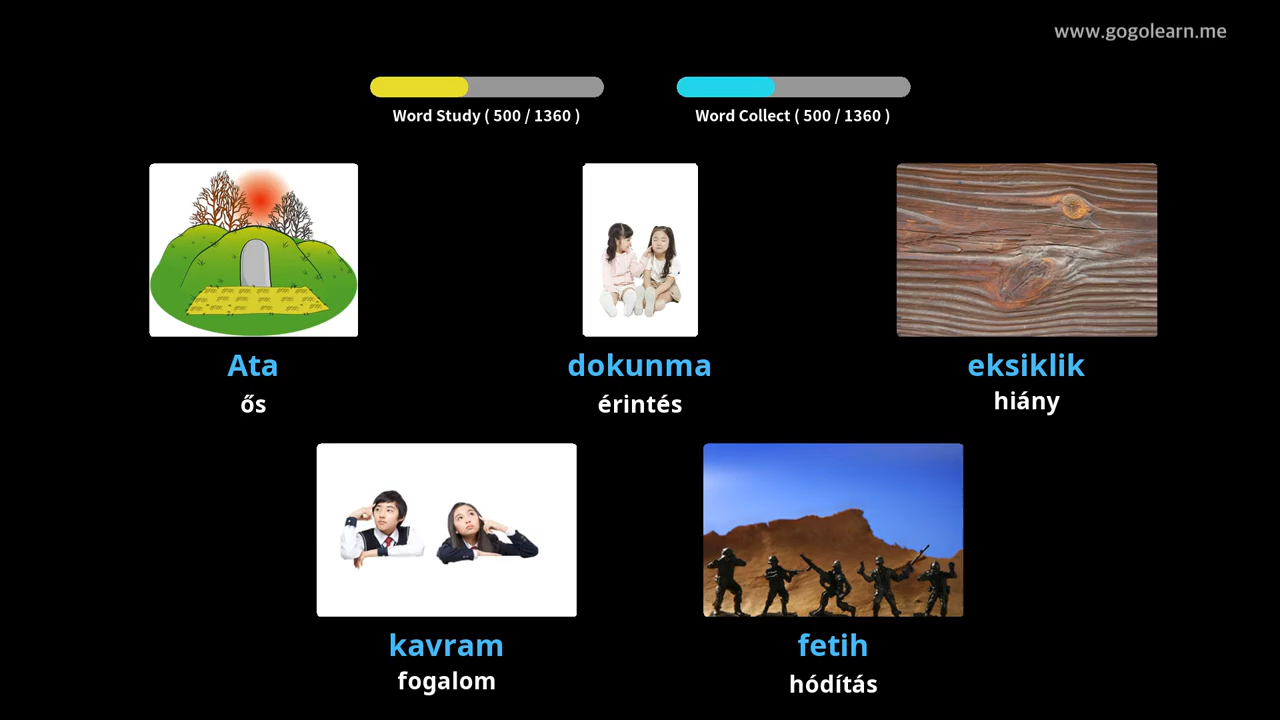 www.gogolearn.me
Word Study ( 500 / 1360 )
Word Collect ( 500 / 1360 )
Ata
ős
dokunma
érintés
eksiklik
hiány
kavram
fogalom
fetih
hódítás